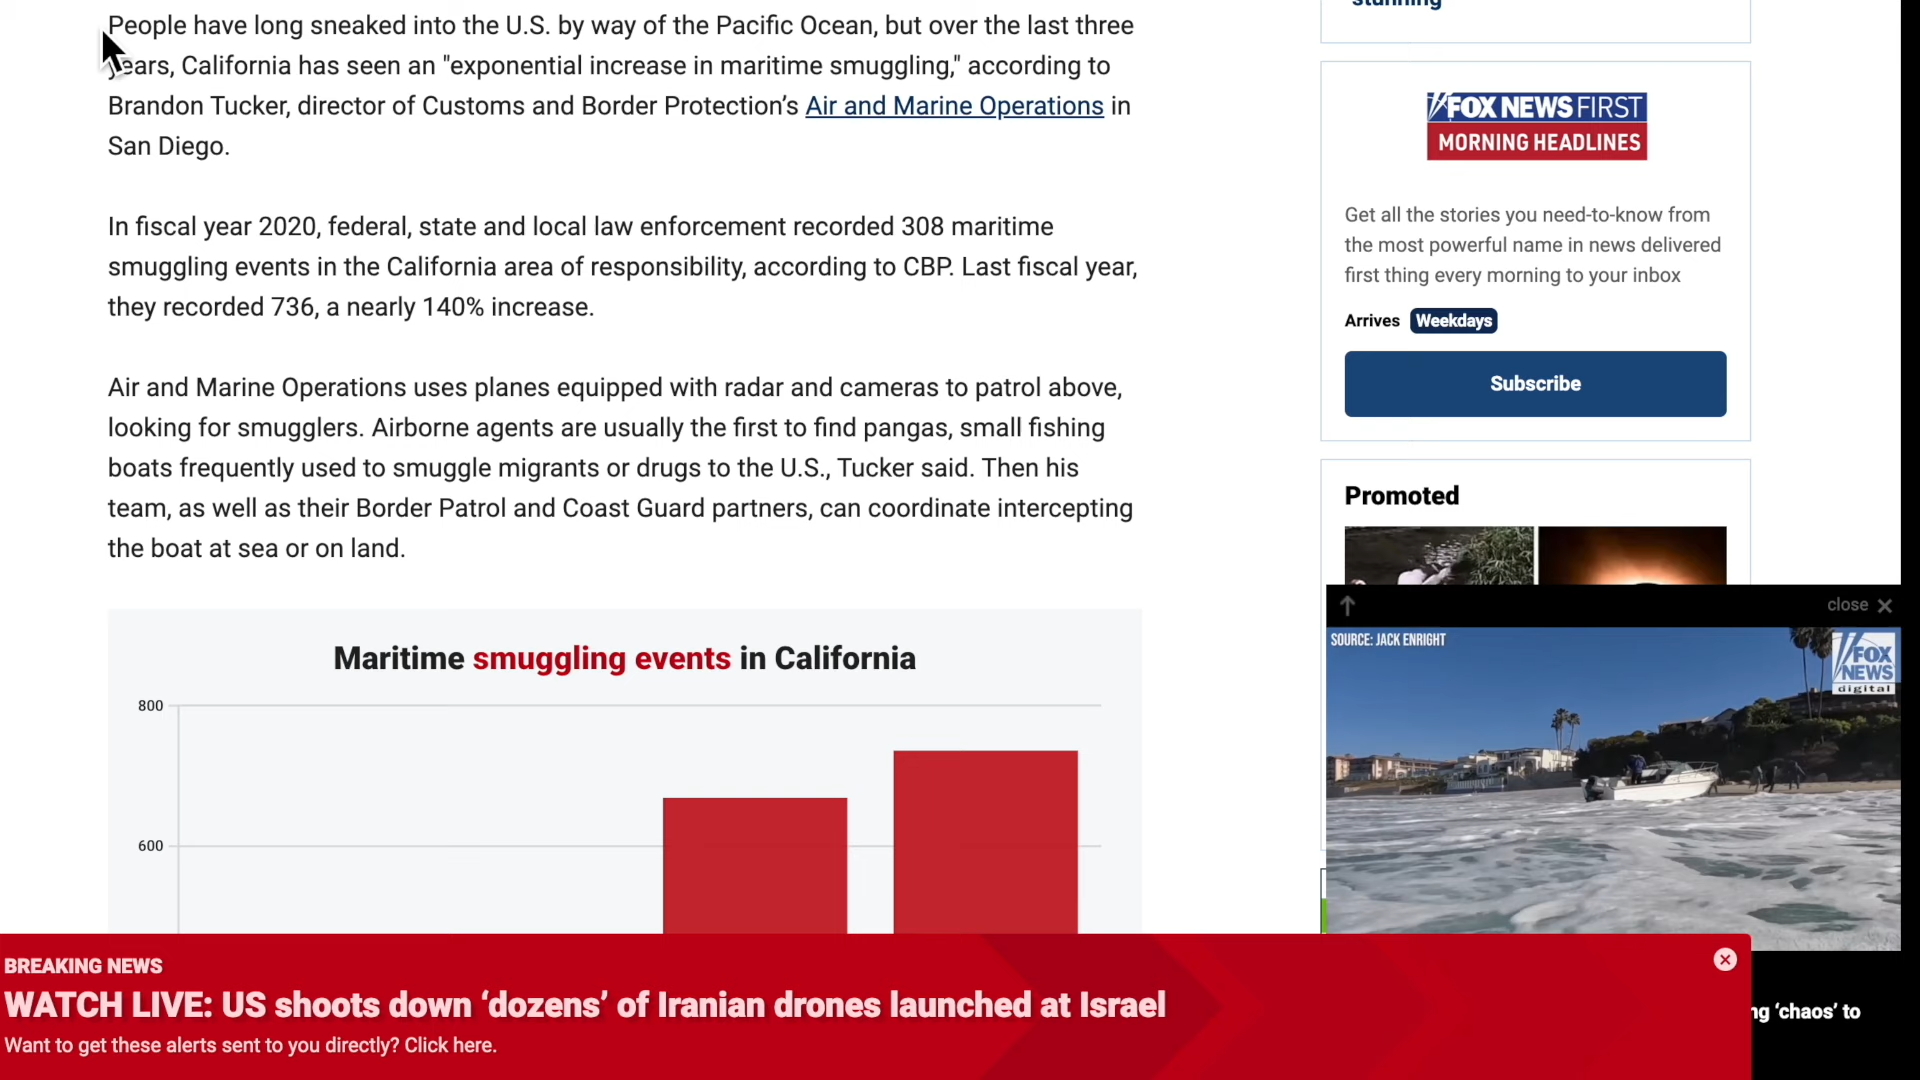 People have long sneaked into the U.S. by way of the Pacific Ocean, but over the last three
years, California has seen an "exponential increase in maritime smuggling," according to
Brandon Tucker, director of Customs and Border Protection’s Air and Marine Operations in
San Diego.
In fiscal year 2020, federal, state and local law enforcement recorded 308 maritime
smuggling events in the California area of responsibility, according to CBP. Last fiscal year,
they recorded 736, a nearly 140% increase.
Air and Marine Operations uses planes equipped with radar and cameras to patrol above,
looking for smugglers. Airborne agents are usually the first to find pangas, small fishing
boats frequently used to smuggle migrants or drugs to the U.S., Tucker said. Then his
team, as well as their Border Patrol and Coast Guard partners, can coordinate intercepting
the boat at sea or on land.
Maritime smuggling events in California
800
600
stunning
FOX NEWS FIRST
MORNING HEADLINES
Get all the stories you need-to-know from
the most powerful name in news delivered
first thing every morning to your inbox
Arrives Weekdays
Subscribe
Promoted
close
SOURCE: JACK ENRIGHT
FOX
NEWS
digital
BREAKING NEWS
WATCH LIVE: US shoots down ‘dozens’ of Iranian drones launched at Israel
Want to get these alerts sent to you directly? Click here.
‘chaos’ to